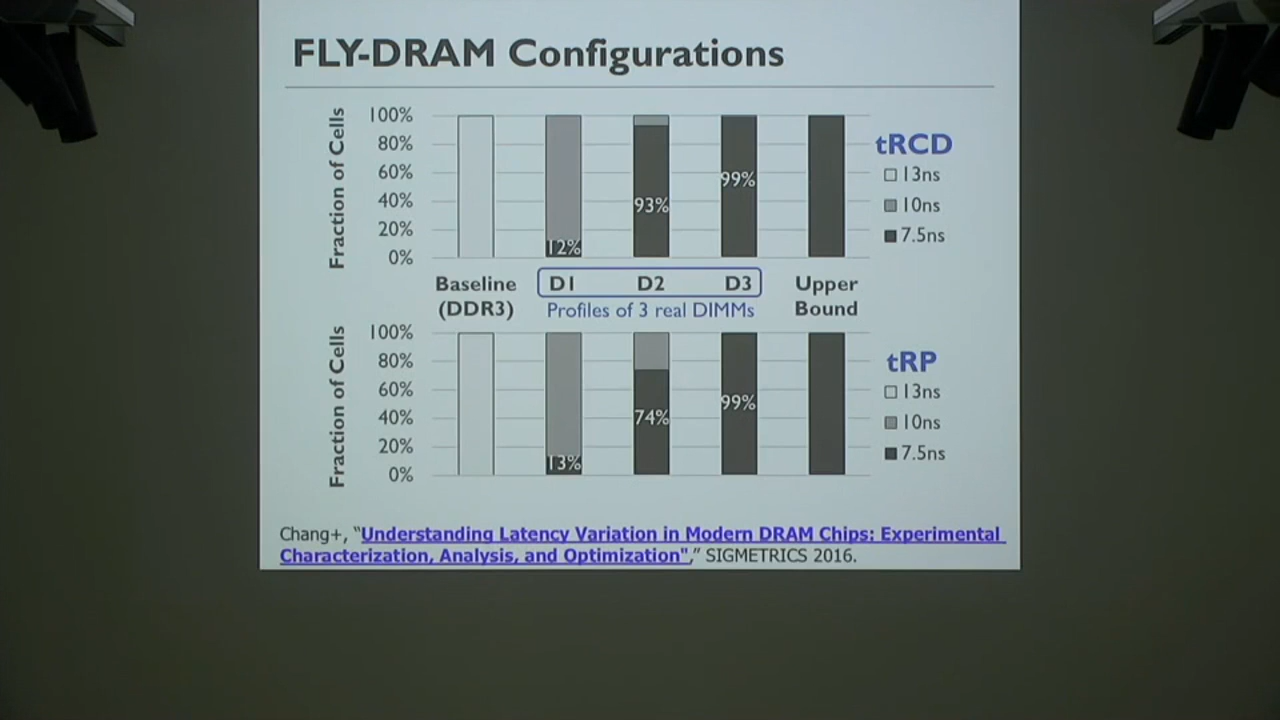 FLY-DRAM Configurations
Fraction of Cells
100%
80%
60%
40%
20%
0%
12%
93%
99%
tRCD
13ns
10ns
7.5ns
Baseline
(DDR3)
D1
D2
D3
Profiles of 3 real DIMMs
Upper
Bound
Fraction of Cells
100%
80%
60%
40%
20%
0%
13%
74%
99%
tRP
13ns
10ns
7.5ns
Chang+, “Understanding Latency Variation in Modern DRAM Chips: Experimental
Characterization, Analysis, and Optimization",” SIGMETRICS 2016.